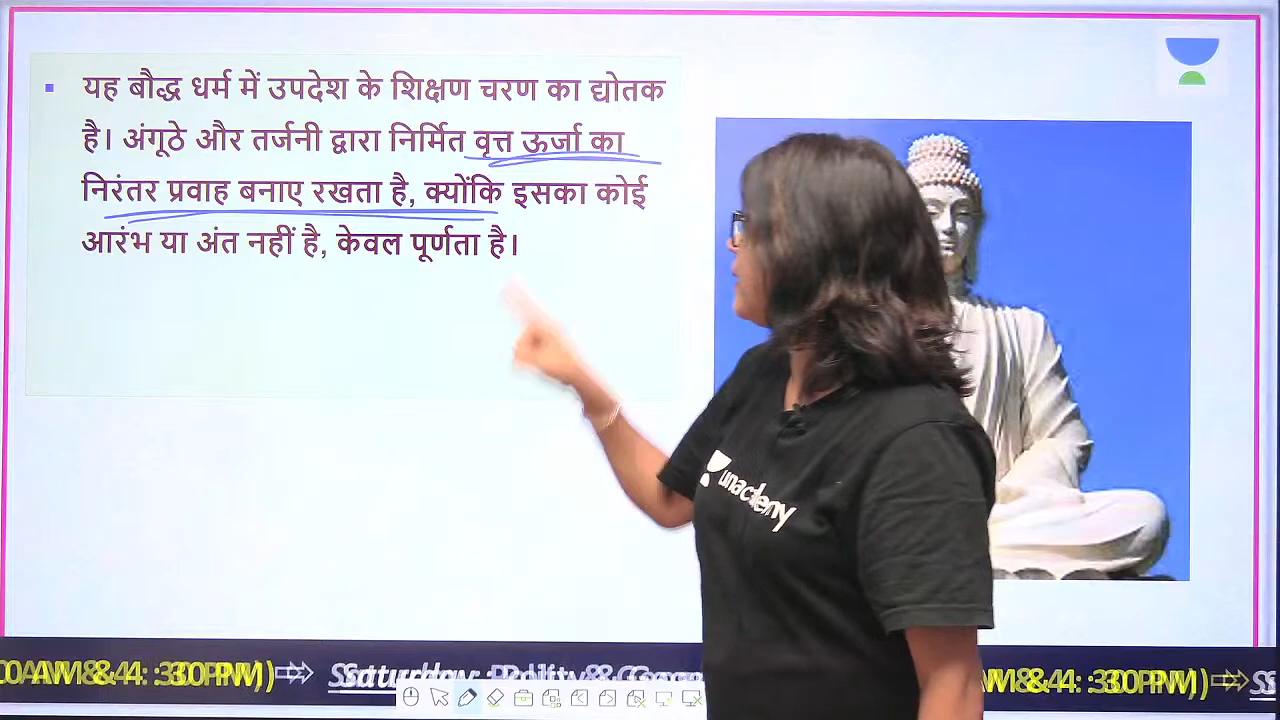 यह बौद्ध धर्म में उपदेश के शिक्षण चरण का द्योतक
है। अंगूठे और तर्जनी द्वारा निर्मित वृत्त ऊर्जा का
निरंतर प्रवाह बनाए रखता है, क्योंकि इसका कोई
आरंभ या अंत नहीं है, केवल पूर्णता है।
unacademy